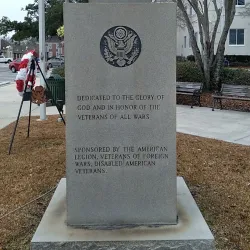 DEDICATED TO THE GLORY OF
GOD AND IN HONOR OF THE
VETERANS OF ALL WARS
SPONSORED BY THE AMERICAN
LEGION, VETERANS OF FOREIGN
WARS, DISABLED AMERICAN
VETERANS